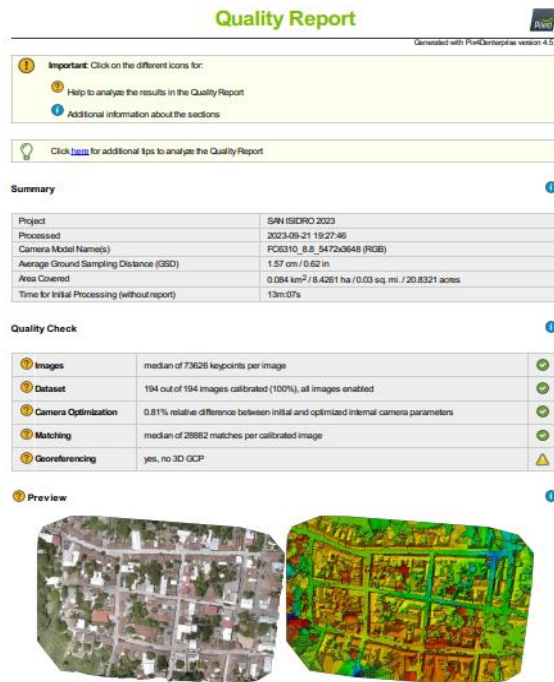 Quality Report
Generated with Pix4Denterprise version 4.5.
Important: Click on the different icons for:
Help to analyze the results in the Quality Report
Additional information about the sections
Click here for additional tips to analyze the Quality Report
Summary
Project SAN ISIDRO 2023
Processed 2023-09-21 19:27:46
Camera Model Name(s) FC6310_8.8_5472x3648 (RGB)
Average Ground Sampling Distance (GSD) 1.57 cm / 0.62 in
Area Covered 0.084 km² / 8.4261 ha / 0.03 sq. mi. / 20.8321 acres
Time for Initial Processing (without report) 13m:07s
Quality Check
Images median of 73626 keypoints per image
Dataset 194 out of 194 images calibrated (100%), all images enabled
Camera Optimization 0.81% relative difference between initial and optimized internal camera parameters
Matching median of 28882 matches per calibrated image
Georeferencing yes, no 3D GCP
Preview